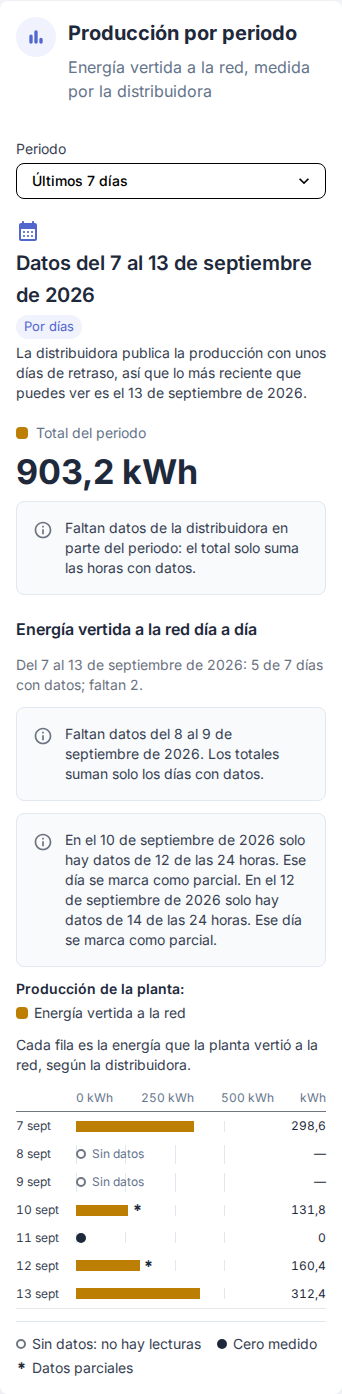 Producción por periodo
Energía vertida a la red, medida
por la distribuidora
Periodo
Últimos 7 días
Datos del 7 al 13 de septiembre
de 2026
Por días
La distribuidora publica la producción con unos
días de retraso, así que lo más reciente que
puedes ver es el 13 de septiembre de 2026.
Total del periodo
903,2 kWh
Faltan datos de la distribuidora en
parte del periodo: el total solo suma
las horas con datos.
Energía vertida a la red día a día
Del 7 al 13 de septiembre de 2026: 5 de 7 días
con datos; faltan 2.
Faltan datos del 8 al 9 de
septiembre de 2026. Los totales
suman solo los días con datos.
En el 10 de septiembre de 2026 solo
hay datos de 12 de las 24 horas. Ese
día se marca como parcial. En el 12
de septiembre de 2026 solo hay
datos de 14 de las 24 horas. Ese día
se marca como parcial.
Producción de la planta:
Energía vertida a la red
Cada fila es la energía que la planta vertió a la
red, según la distribuidora.
0 kWh 250 kWh 500 kWh kWh
7 sept 298,6
8 sept Sin datos —
9 sept Sin datos —
10 sept * 131,8
11 sept 0
12 sept * 160,4
13 sept 312,4
Sin datos: no hay lecturas Cero medido
* Datos parciales